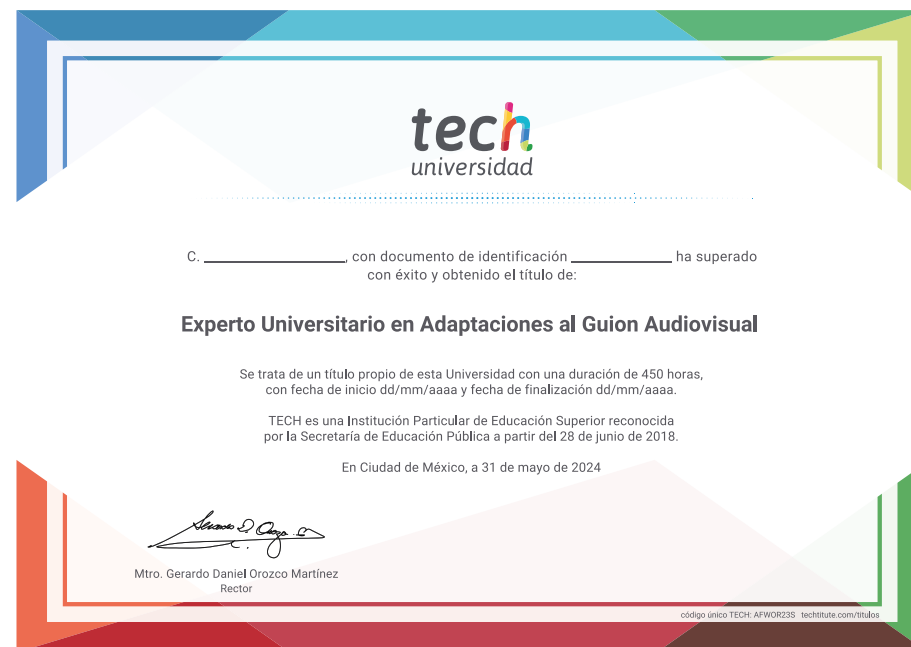 tech
universidad
C. ____________________, con documento de identificación ______________ ha superado
con éxito y obtenido el título de:
Experto Universitario en Adaptaciones al Guion Audiovisual
Se trata de un título propio de esta Universidad con una duración de 450 horas,
con fecha de inicio dd/mm/aaaa y fecha de finalización dd/mm/aaaa.
TECH es una Institución Particular de Educación Superior reconocida
por la Secretaría de Educación Pública a partir del 28 de junio de 2018.
En Ciudad de México, a 31 de mayo de 2024
Mtro. Gerardo Daniel Orozco Martínez
Rector
código único TECH: AFWOR23S techtitute.com/titulos